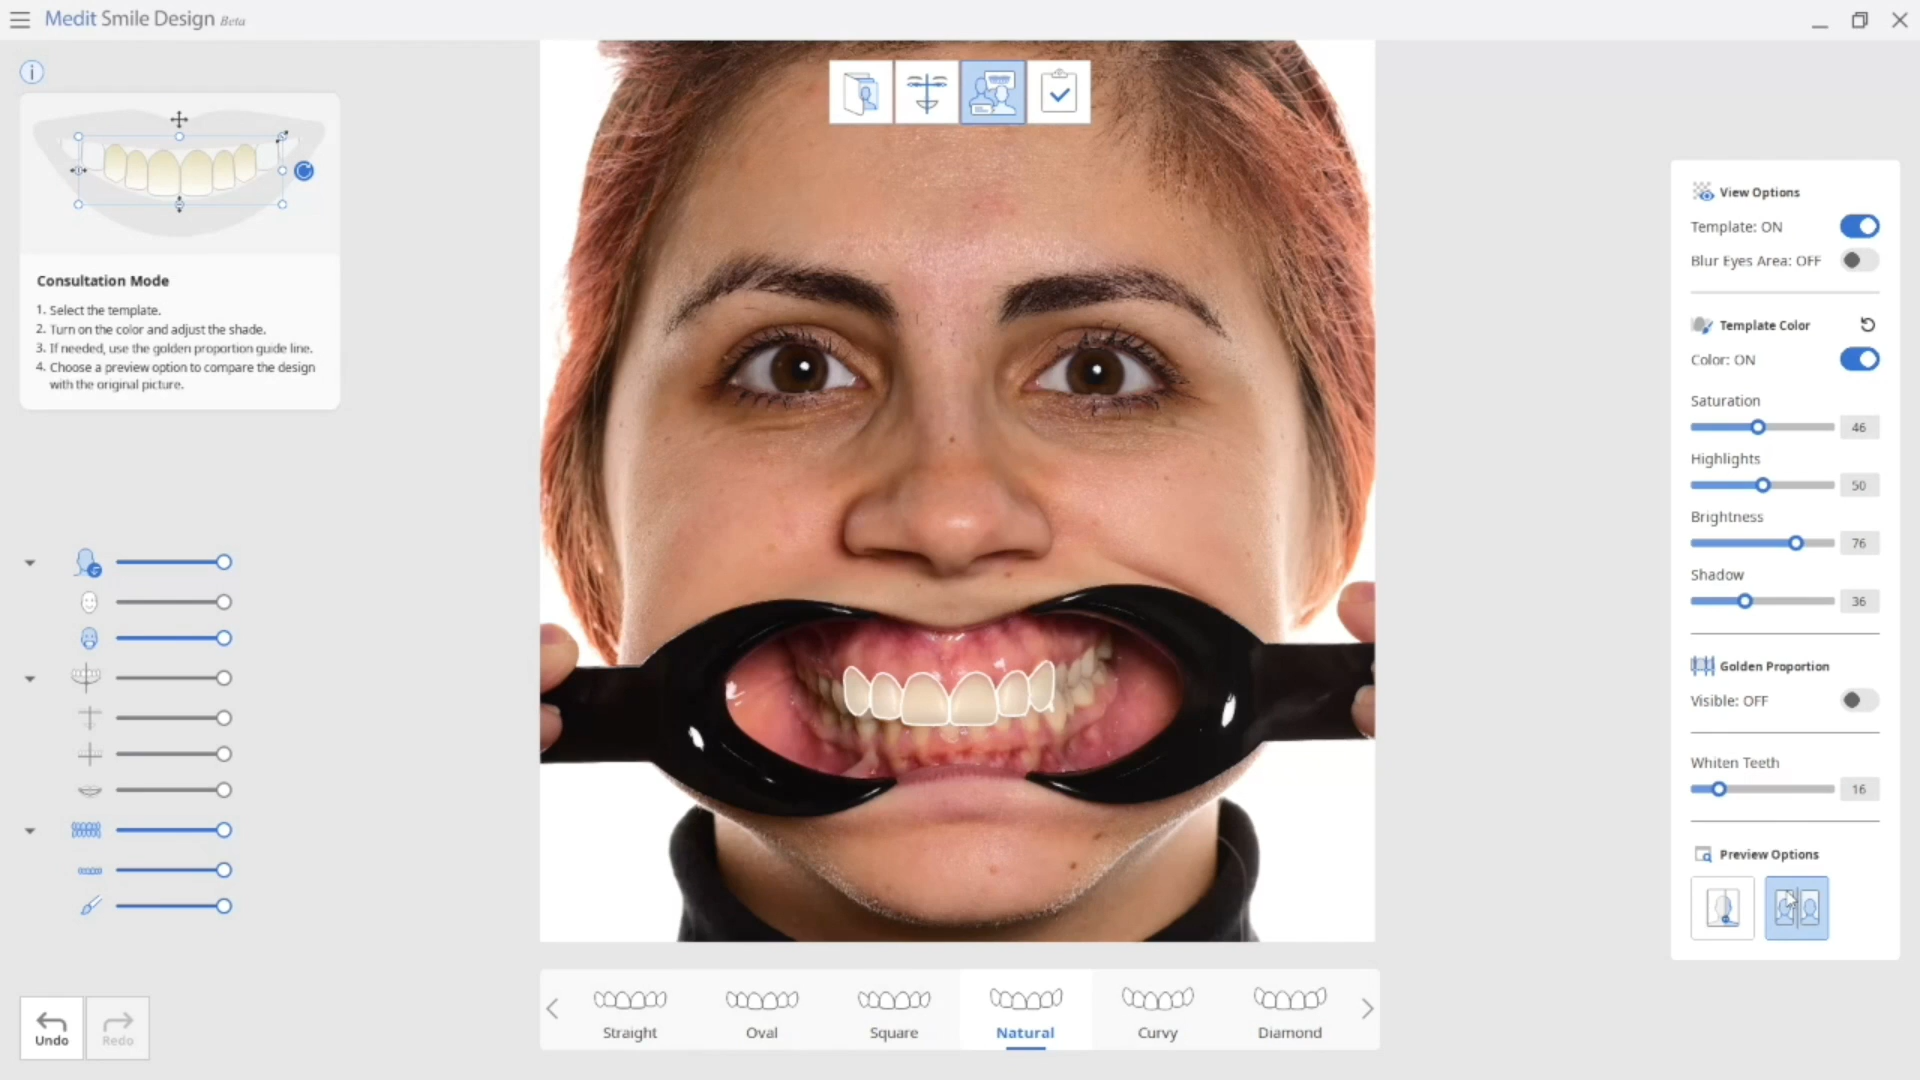 Medit Smile Design Beta
i
Consultation Mode
1. Select the template.
2. Turn on the color and adjust the shade.
3. If needed, use the golden proportion guide line.
4. Choose a preview option to compare the design
with the original picture.
Undo
Redo
Straight
Oval
Square
Natural
Curvy
Diamond
View Options
Template: ON
Blur Eyes Area: OFF
Template Color
Color: ON
Saturation
46
Highlights
50
Brightness
76
Shadow
36
Golden Proportion
Visible: OFF
Whiten Teeth
16
Preview Options